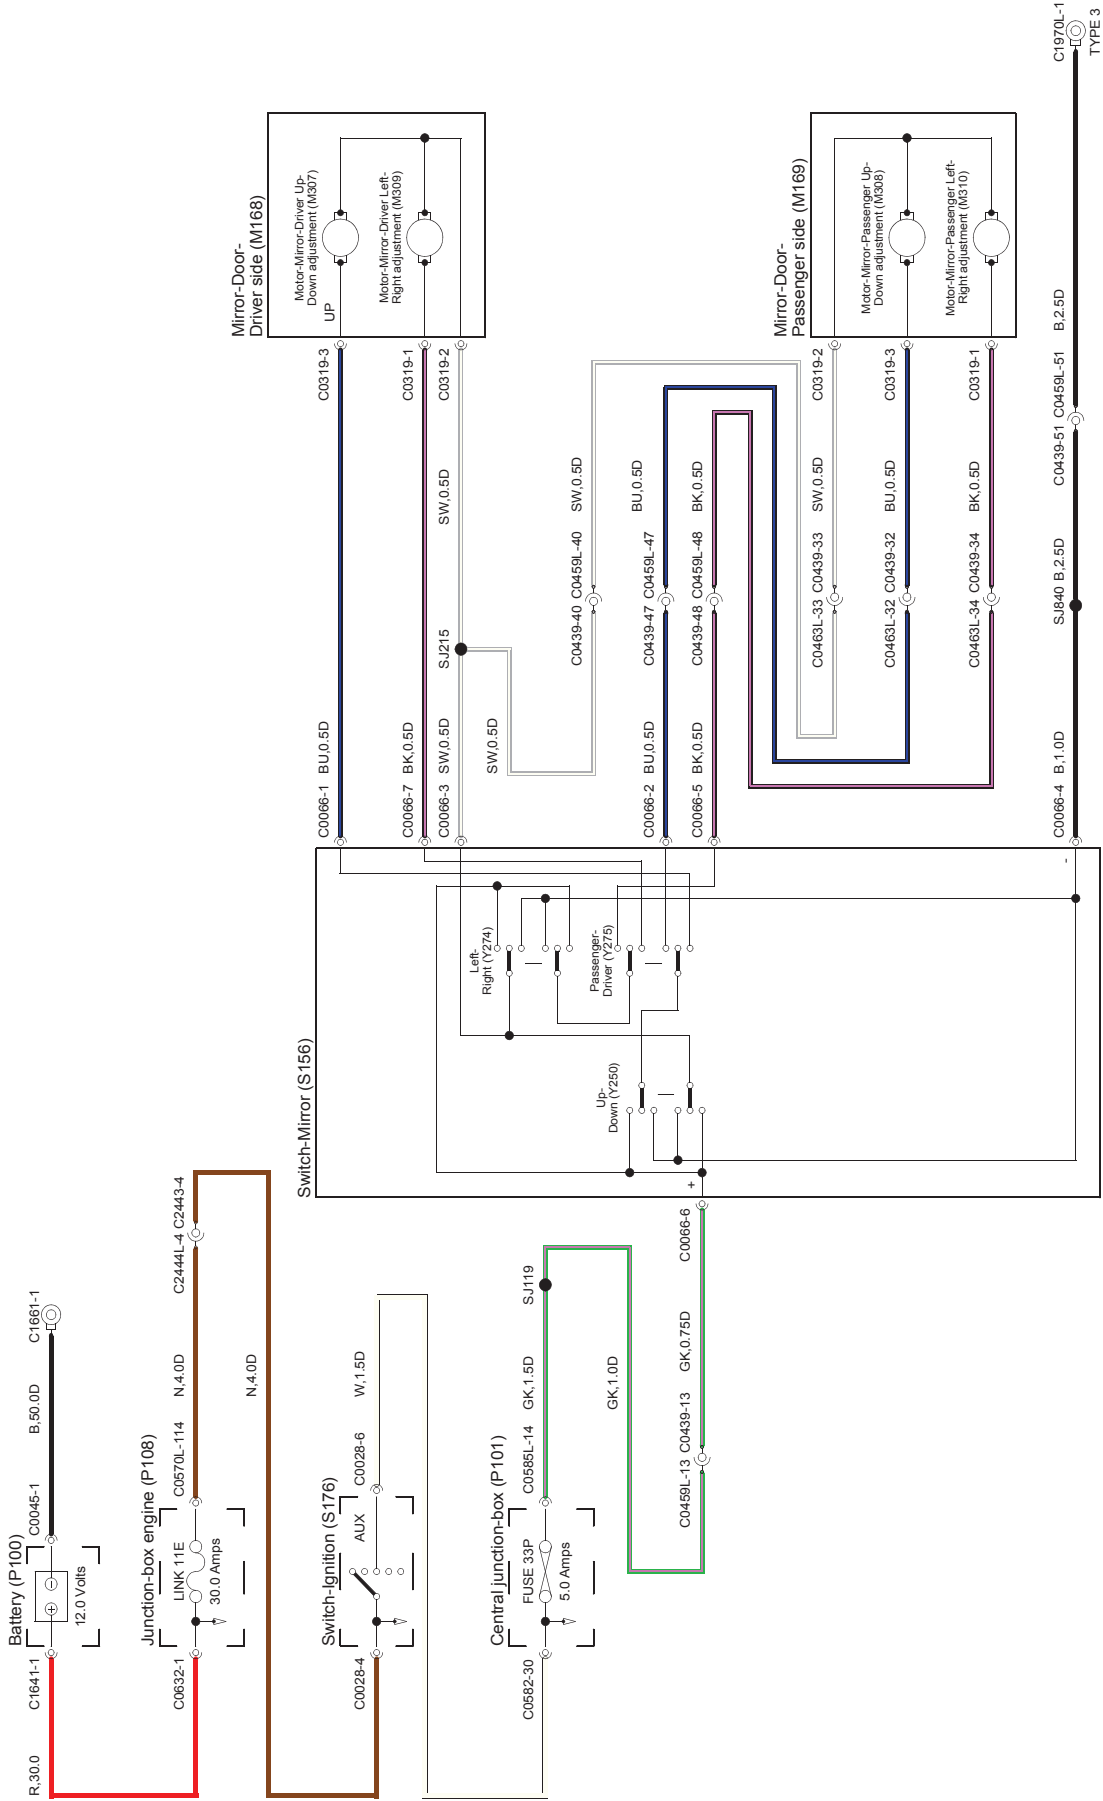 Battery (P100)
C1641-1
R,30.0
12.0 Volts
C0045-1
B,50.0D
C1661-1
Junction-box engine (P108)
C0632-1
LINK 11E
30.0 Amps
C0570L-114
N,4.0D
C2444L-4
C2443-4
N,4.0D
Switch-Ignition (S176)
C0028-4
AUX
C0028-6
W,1.5D
Central junction-box (P101)
C0582-30
FUSE 33P
5.0 Amps
C0585L-14
GK,1.5D
SJ119
GK,1.0D
C0459L-13
C0439-13
GK,0.75D
C0066-6
Switch-Mirror (S156)
+
-
Up-
Down (Y250)
Left-
Right (Y274)
Passenger-
Driver (Y275)
C0066-1
BU,0.5D
C0319-3
C0066-7
BK,0.5D
C0319-1
C0066-3
SW,0.5D
SJ215
SW,0.5D
C0319-2
SW,0.5D
C0439-40
C0459L-40
SW,0.5D
C0066-2
BU,0.5D
C0439-47
C0459L-47
BU,0.5D
C0066-5
BK,0.5D
C0439-48
C0459L-48
BK,0.5D
C0463L-33
C0439-33
SW,0.5D
C0319-2
C0463L-32
C0439-32
BU,0.5D
C0319-3
C0463L-34
C0439-34
BK,0.5D
C0319-1
C0066-4
B,1.0D
SJ840
B,2.5D
C0439-51
C0459L-51
B,2.5D
C1970L-1
TYPE 3
Mirror-Door-
Driver side (M168)
UP
Motor-Mirror-Driver Up-
Down adjustment (M307)
Motor-Mirror-Driver Left-
Right adjustment (M309)
Mirror-Door-
Passenger side (M169)
Motor-Mirror-Passenger Up-
Down adjustment (M308)
Motor-Mirror-Passenger Left-
Right adjustment (M310)